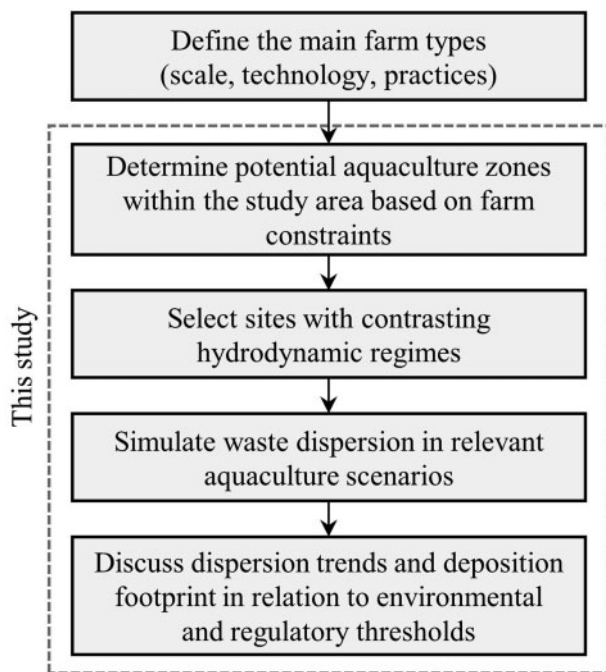 Define the main farm types
(scale, technology, practices)
Determine potential aquaculture zones
within the study area based on farm
constraints
Select sites with contrasting
hydrodynamic regimes
Simulate waste dispersion in relevant
aquaculture scenarios
Discuss dispersion trends and deposition
footprint in relation to environmental
and regulatory thresholds
This study